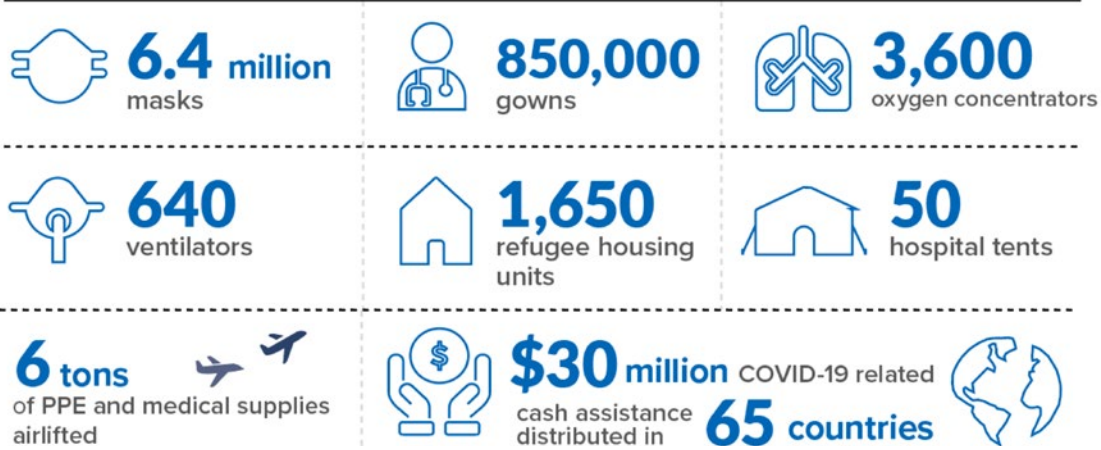 6.4 million
masks
850,000
gowns
3,600
oxygen concentrators
640
ventilators
1,650
refugee housing
units
50
hospital tents
6 tons
of PPE and medical supplies
airlifted
$
$30 million COVID-19 related
cash assistance
distributed in 65 countries